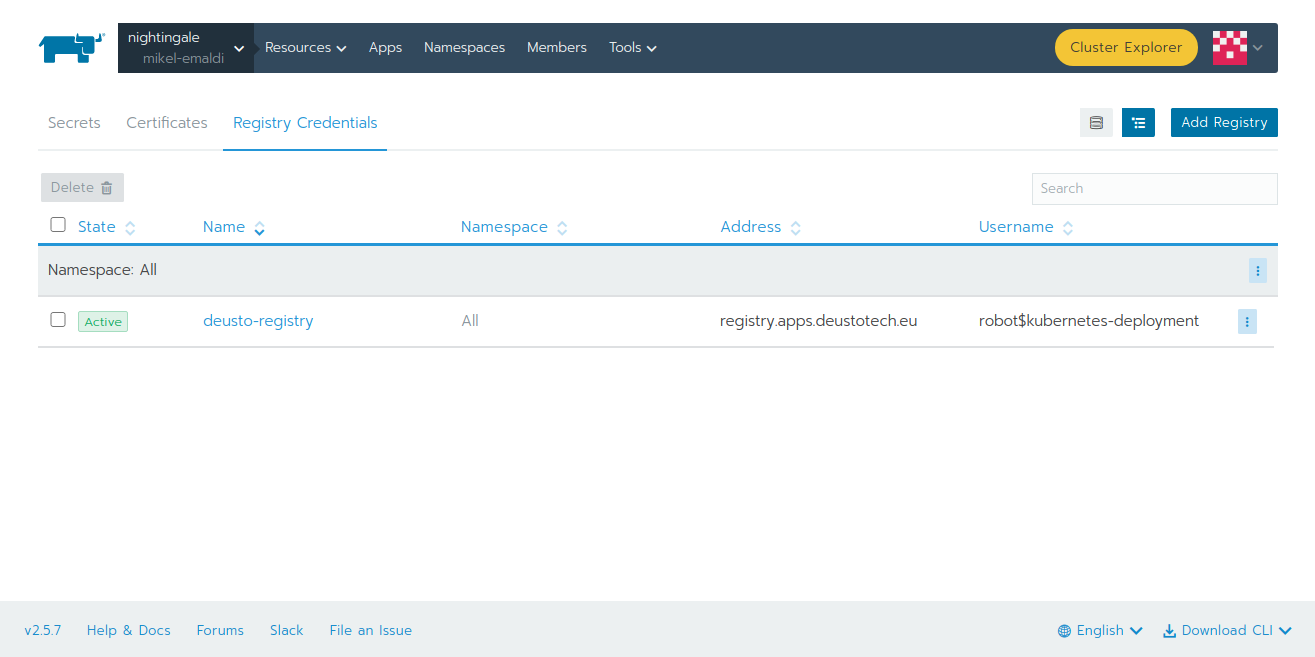 nightingale
mikel-emaldi
Resources Apps Namespaces Members Tools Cluster Explorer
Secrets Certificates Registry Credentials Add Registry
Delete Search
State Name Namespace Address Username
Namespace: All
Active deusto-registry All registry.apps.deustotech.eu robot$kubernetes-deployment
v2.5.7 Help & Docs Forums Slack File an Issue English Download CLI